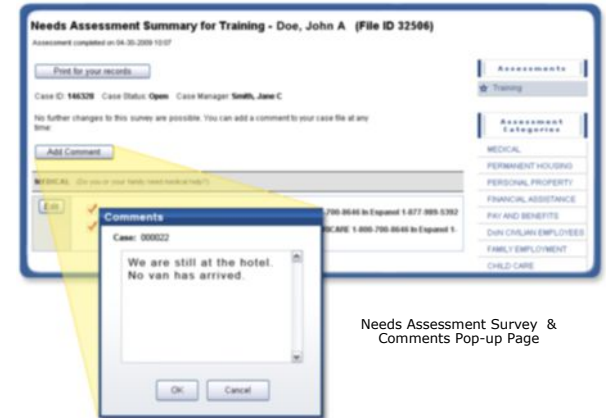 Needs Assessment Summary for Training - Doe, John A (File ID 32506)
Assessment completed on 04-30-2009 10:07
Print for your records
Case ID: 146328 Case Status: Open Case Manager: Smith, Jane C
No further changes to this survey are possible. You can add a comment to your case file at any
time:
Add Comment
MEDICAL (Do you or your family need medical help?)
Edit
-700-8646 In Espanol 1-877-989-5392
RICARE 1-800-700-8646 In Espanol 1-
Comments
Case: 000022
We are still at the hotel.
No van has arrived.
OK Cancel
Assessments
Training
Assessment
Categories
MEDICAL
PERMANENT HOUSING
PERSONAL PROPERTY
FINANCIAL ASSISTANCE
PAY AND BENEFITS
DoN CIVILIAN EMPLOYEES
FAMILY EMPLOYMENT
CHILD CARE
Needs Assessment Survey &
Comments Pop-up Page